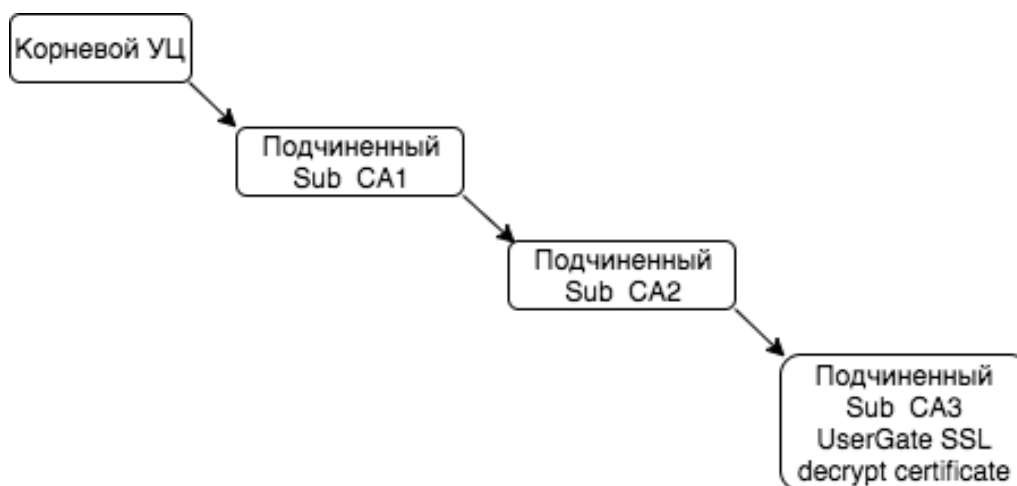 Корневой УЦ
Подчиненный
Sub CA1
Подчиненный
Sub CA2
Подчиненный
Sub CA3
UserGate SSL
decrypt certificate